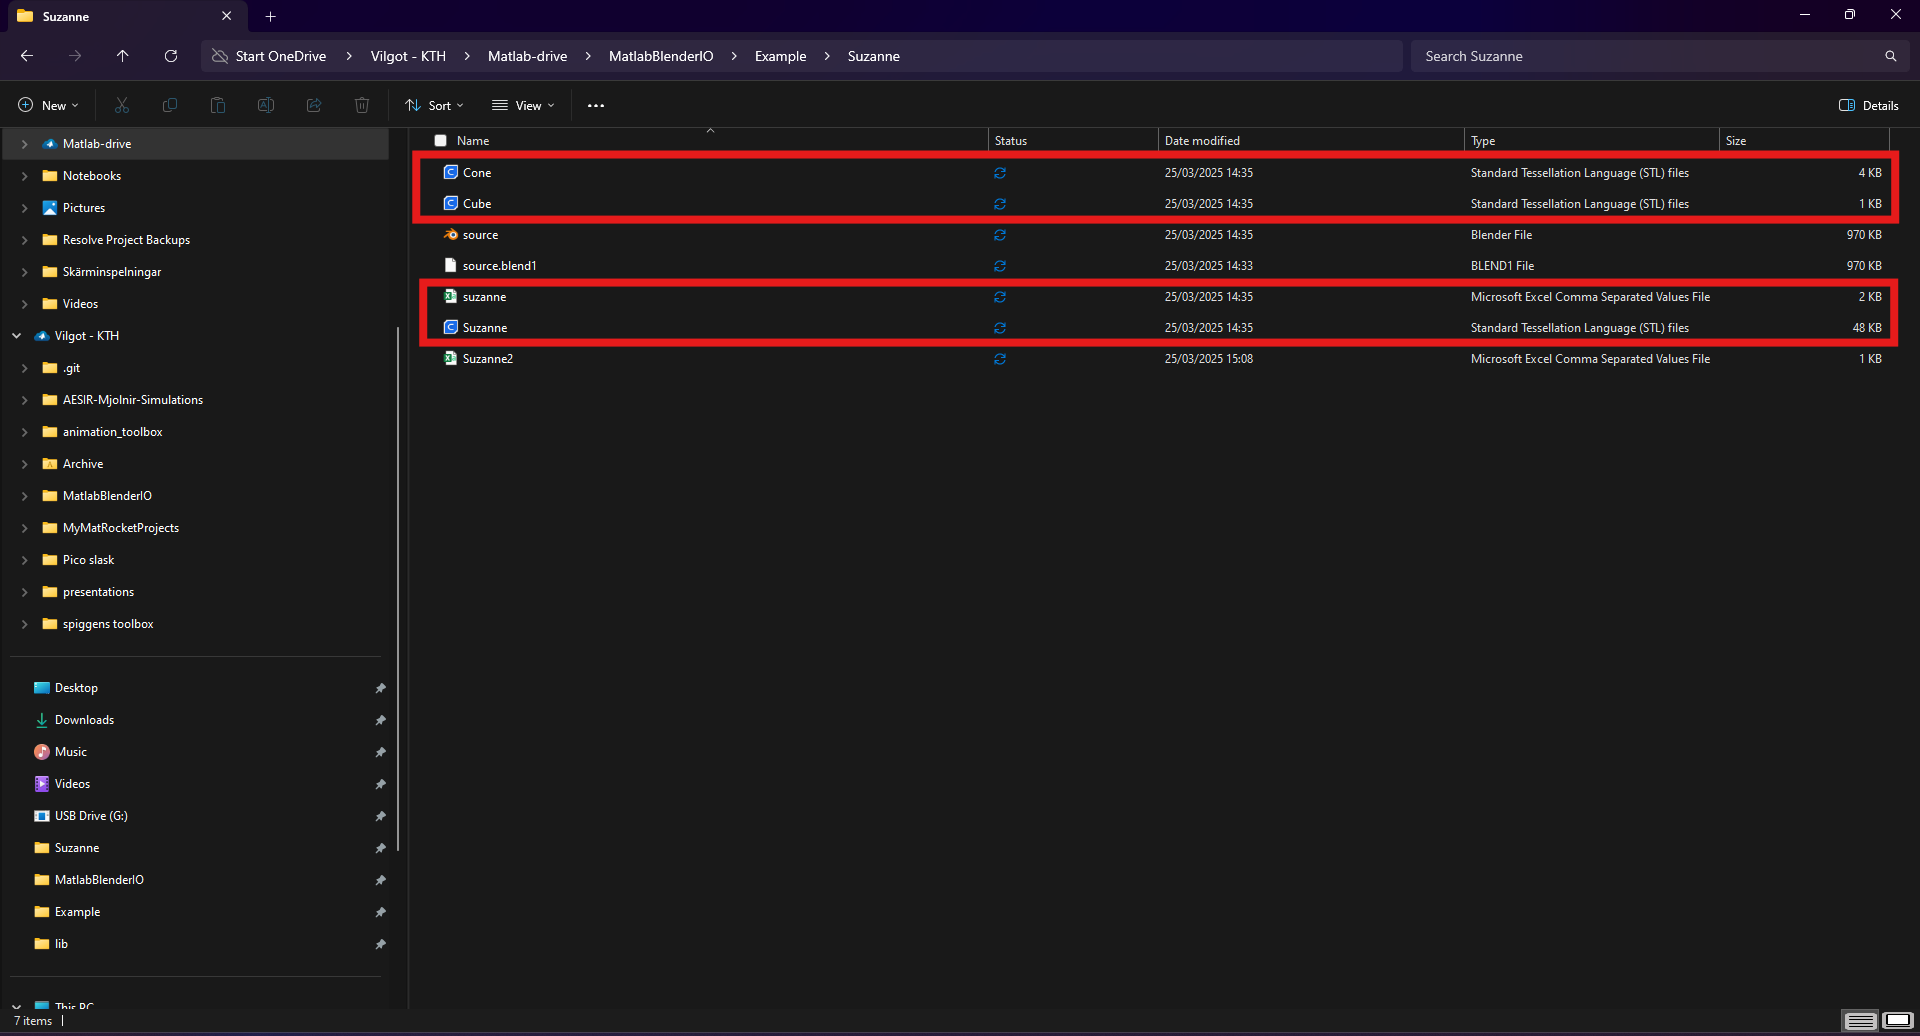 Suzanne
Start OneDrive > Vilgot - KTH > Matlab-drive > MatlabBlenderIO > Example > Suzanne
Search Suzanne
New Sort View ... Details
Matlab-drive
Notebooks
Pictures
Resolve Project Backups
Skärminspelningar
Videos
Vilgot - KTH
.git
AESIR-Mjolnir-Simulations
animation_toolbox
Archive
MatlabBlenderIO
MyMatRocketProjects
Pico slask
presentations
spiggens toolbox
Desktop
Downloads
Music
Videos
USB Drive (G:)
Suzanne
MatlabBlenderIO
Example
lib
This PC
Name Status Date modified Type Size
Cone 25/03/2025 14:35 Standard Tessellation Language (STL) files 4 KB
Cube 25/03/2025 14:35 Standard Tessellation Language (STL) files 1 KB
source 25/03/2025 14:35 Blender File 970 KB
source.blend1 25/03/2025 14:33 BLEND1 File 970 KB
suzanne 25/03/2025 14:35 Microsoft Excel Comma Separated Values File 2 KB
Suzanne 25/03/2025 14:35 Standard Tessellation Language (STL) files 48 KB
Suzanne2 25/03/2025 15:08 Microsoft Excel Comma Separated Values File 1 KB
7 items